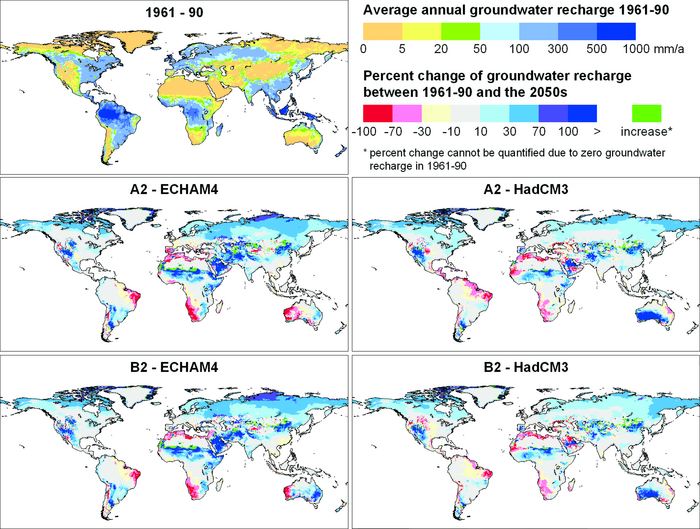 1961 - 90
Average annual groundwater recharge 1961-90
0 5 20 50 100 300 500 1000 mm/a
Percent change of groundwater recharge
between 1961-90 and the 2050s
-100 -70 -30 -10 10 30 70 100 > increase*
* percent change cannot be quantified due to zero groundwater
recharge in 1961-90
A2 - ECHAM4
A2 - HadCM3
B2 - ECHAM4
B2 - HadCM3